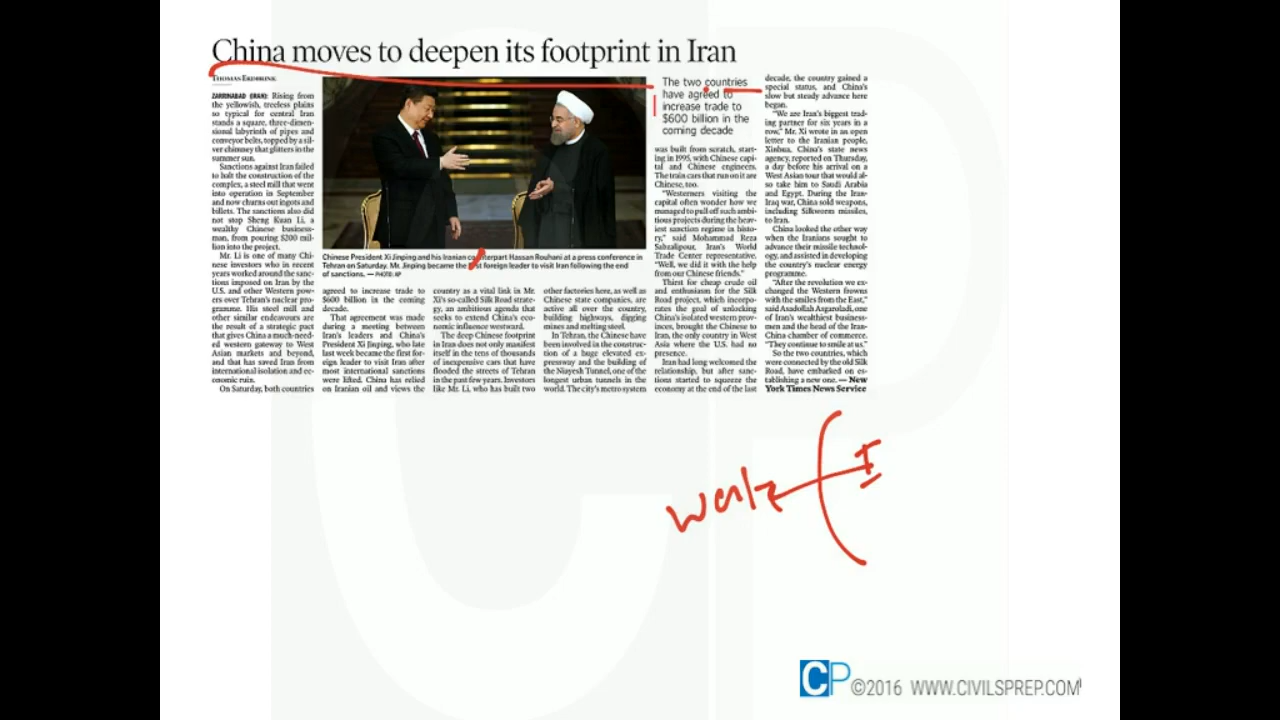 China moves to deepen its footprint in Iran
THOMAS ERDBRINK
ZARRINABAD (IRAN): Rising from
the yellowish, treeless plains
so typical for central Iran
stands a square, three-dimen-
sional labyrinth of pipes and
conveyor belts, topped by a sil-
ver chimney that glitters in the
summer sun.
Sanctions against Iran failed
to halt the construction of the
complex, a steel mill that went
into operation in September
and now churns out ingots and
billets. The sanctions also did
not stop Sheng Kuan Li, a
wealthy Chinese business-
man, from pouring $200 mil-
lion into the project.
Mr. Li is one of many Chi-
nese investors who in recent
years worked around the sanc-
tions imposed on Iran by the
U.S. and other Western pow-
ers over Tehran's nuclear pro-
gramme. His steel mill and
other similar endeavours are
the result of a strategic pact
that gives China a much-need-
ed western gateway to West
Asian markets and beyond,
and that has saved Iran from
international isolation and ec-
onomic ruin.
On Saturday, both countries
Chinese President Xi Jinping and his Iranian counterpart Hassan Rouhani at a press conference in
Tehran on Saturday. Mr. Jinping became the first foreign leader to visit Iran following the end
of sanctions. — PHOTO: AP
agreed to increase trade to
$600 billion in the coming
decade.
That agreement was made
during a meeting between
Iran's leaders and China's
President Xi Jinping, who late
last week became the first for-
eign leader to visit Iran after
most international sanctions
were lifted. China has relied
on Iranian oil and views the
country as a vital link in Mr.
Xi's so-called Silk Road strate-
gy, an ambitious agenda that
seeks to extend China's eco-
nomic influence westward.
The deep Chinese footprint
in Iran does not only manifest
itself in the tens of thousands
of inexpensive cars that have
flooded the streets of Tehran
in the past few years. Investors
like Mr. Li, who has built two
other factories here, as well as
Chinese state companies, are
active all over the country,
building highways, digging
mines and melting steel.
In Tehran, the Chinese have
been involved in the construc-
tion of a huge elevated ex-
pressway and the building of
the Niayesh Tunnel, one of the
longest urban tunnels in the
world. The city's metro system
The two countries
have agreed to
increase trade to
$600 billion in the
coming decade
was built from scratch, start-
ing in 1995, with Chinese capi-
tal and Chinese engineers.
The train cars that run on it are
Chinese, too.
"Westerners visiting the
capital often wonder how we
managed to pull off such ambi-
tious projects during the heav-
iest sanction regime in histo-
ry," said Mohammad Reza
Sabzalipour, Iran's World
Trade Center representative.
"Well, we did it with the help
from our Chinese friends."
Thirst for cheap crude oil
and enthusiasm for the Silk
Road project, which incorpo-
rates the goal of unlocking
China's isolated western prov-
inces, brought the Chinese to
Iran, the only country in West
Asia where the U.S. had no
presence.
Iran had long welcomed the
relationship, but after sanc-
tions started to squeeze the
economy at the end of the last
decade, the country gained a
special status, and China's
slow but steady advance here
began.
"We are Iran's biggest trad-
ing partner for six years in a
row," Mr. Xi wrote in an open
letter to the Iranian people,
Xinhua, China's state news
agency, reported on Thursday,
a day before his arrival on a
West Asian tour that would al-
so take him to Saudi Arabia
and Egypt. During the Iran-
Iraq war, China sold weapons,
including Silkworm missiles,
to Iran.
China looked the other way
when the Iranians sought to
advance their missile technol-
ogy, and assisted in developing
the country's nuclear energy
programme.
"After the revolution we ex-
changed the Western frowns
with the smiles from the East,"
said Asadollah Asgaroladi, one
of Iran's wealthiest business-
men and the head of the Iran-
China chamber of commerce.
"They continue to smile at us."
So the two countries, which
were connected by the old Silk
Road, have embarked on es-
tablishing a new one. — New
York Times News Service
I
CP ©2016 WWW.CIVILSPREP.COM